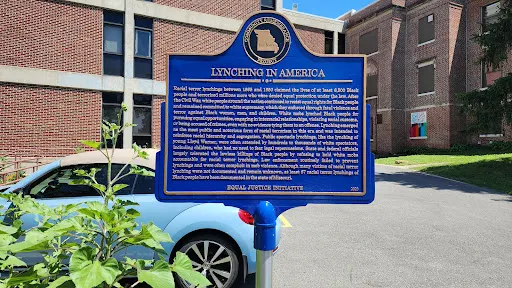 COMMUNITY REMEMBRANCE
PROJECT
LYNCHING IN AMERICA
Racial terror lynchings between 1865 and 1950 claimed the lives of at least 6,500 Black
people and terrorized millions more who were denied equal protection under the law. After
the Civil War, white people around the nation continued to resist equal rights for Black people
and remained committed to white supremacy, which they enforced through fatal violence and
terror against Black women, men, and children. White mobs lynched Black people for
pursuing equal opportunities, engaging in interracial relationships, violating social customs,
and being accused of crimes, even with no evidence tying them to an offense. Lynching emerged
as the most public and notorious form of racial terrorism in this era and was intended to
maintain racial hierarchy and segregation. Public spectacle lynchings, like the lynching of
young Lloyd Warner, were often attended by hundreds to thousands of white spectators,
including children, who had no need to fear legal repercussions. State and federal officials
largely tolerated the lawless killings of Black people by refusing to hold white mobs
accountable for racial terror lynchings. Law enforcement routinely failed to prevent
lynchings and were often complicit in such violence. Although many victims of racial terror
lynching were not documented and remain unknown, at least 67 racial terror lynchings of
Black people have been documented in the state of Missouri.
EQUAL JUSTICE INITIATIVE